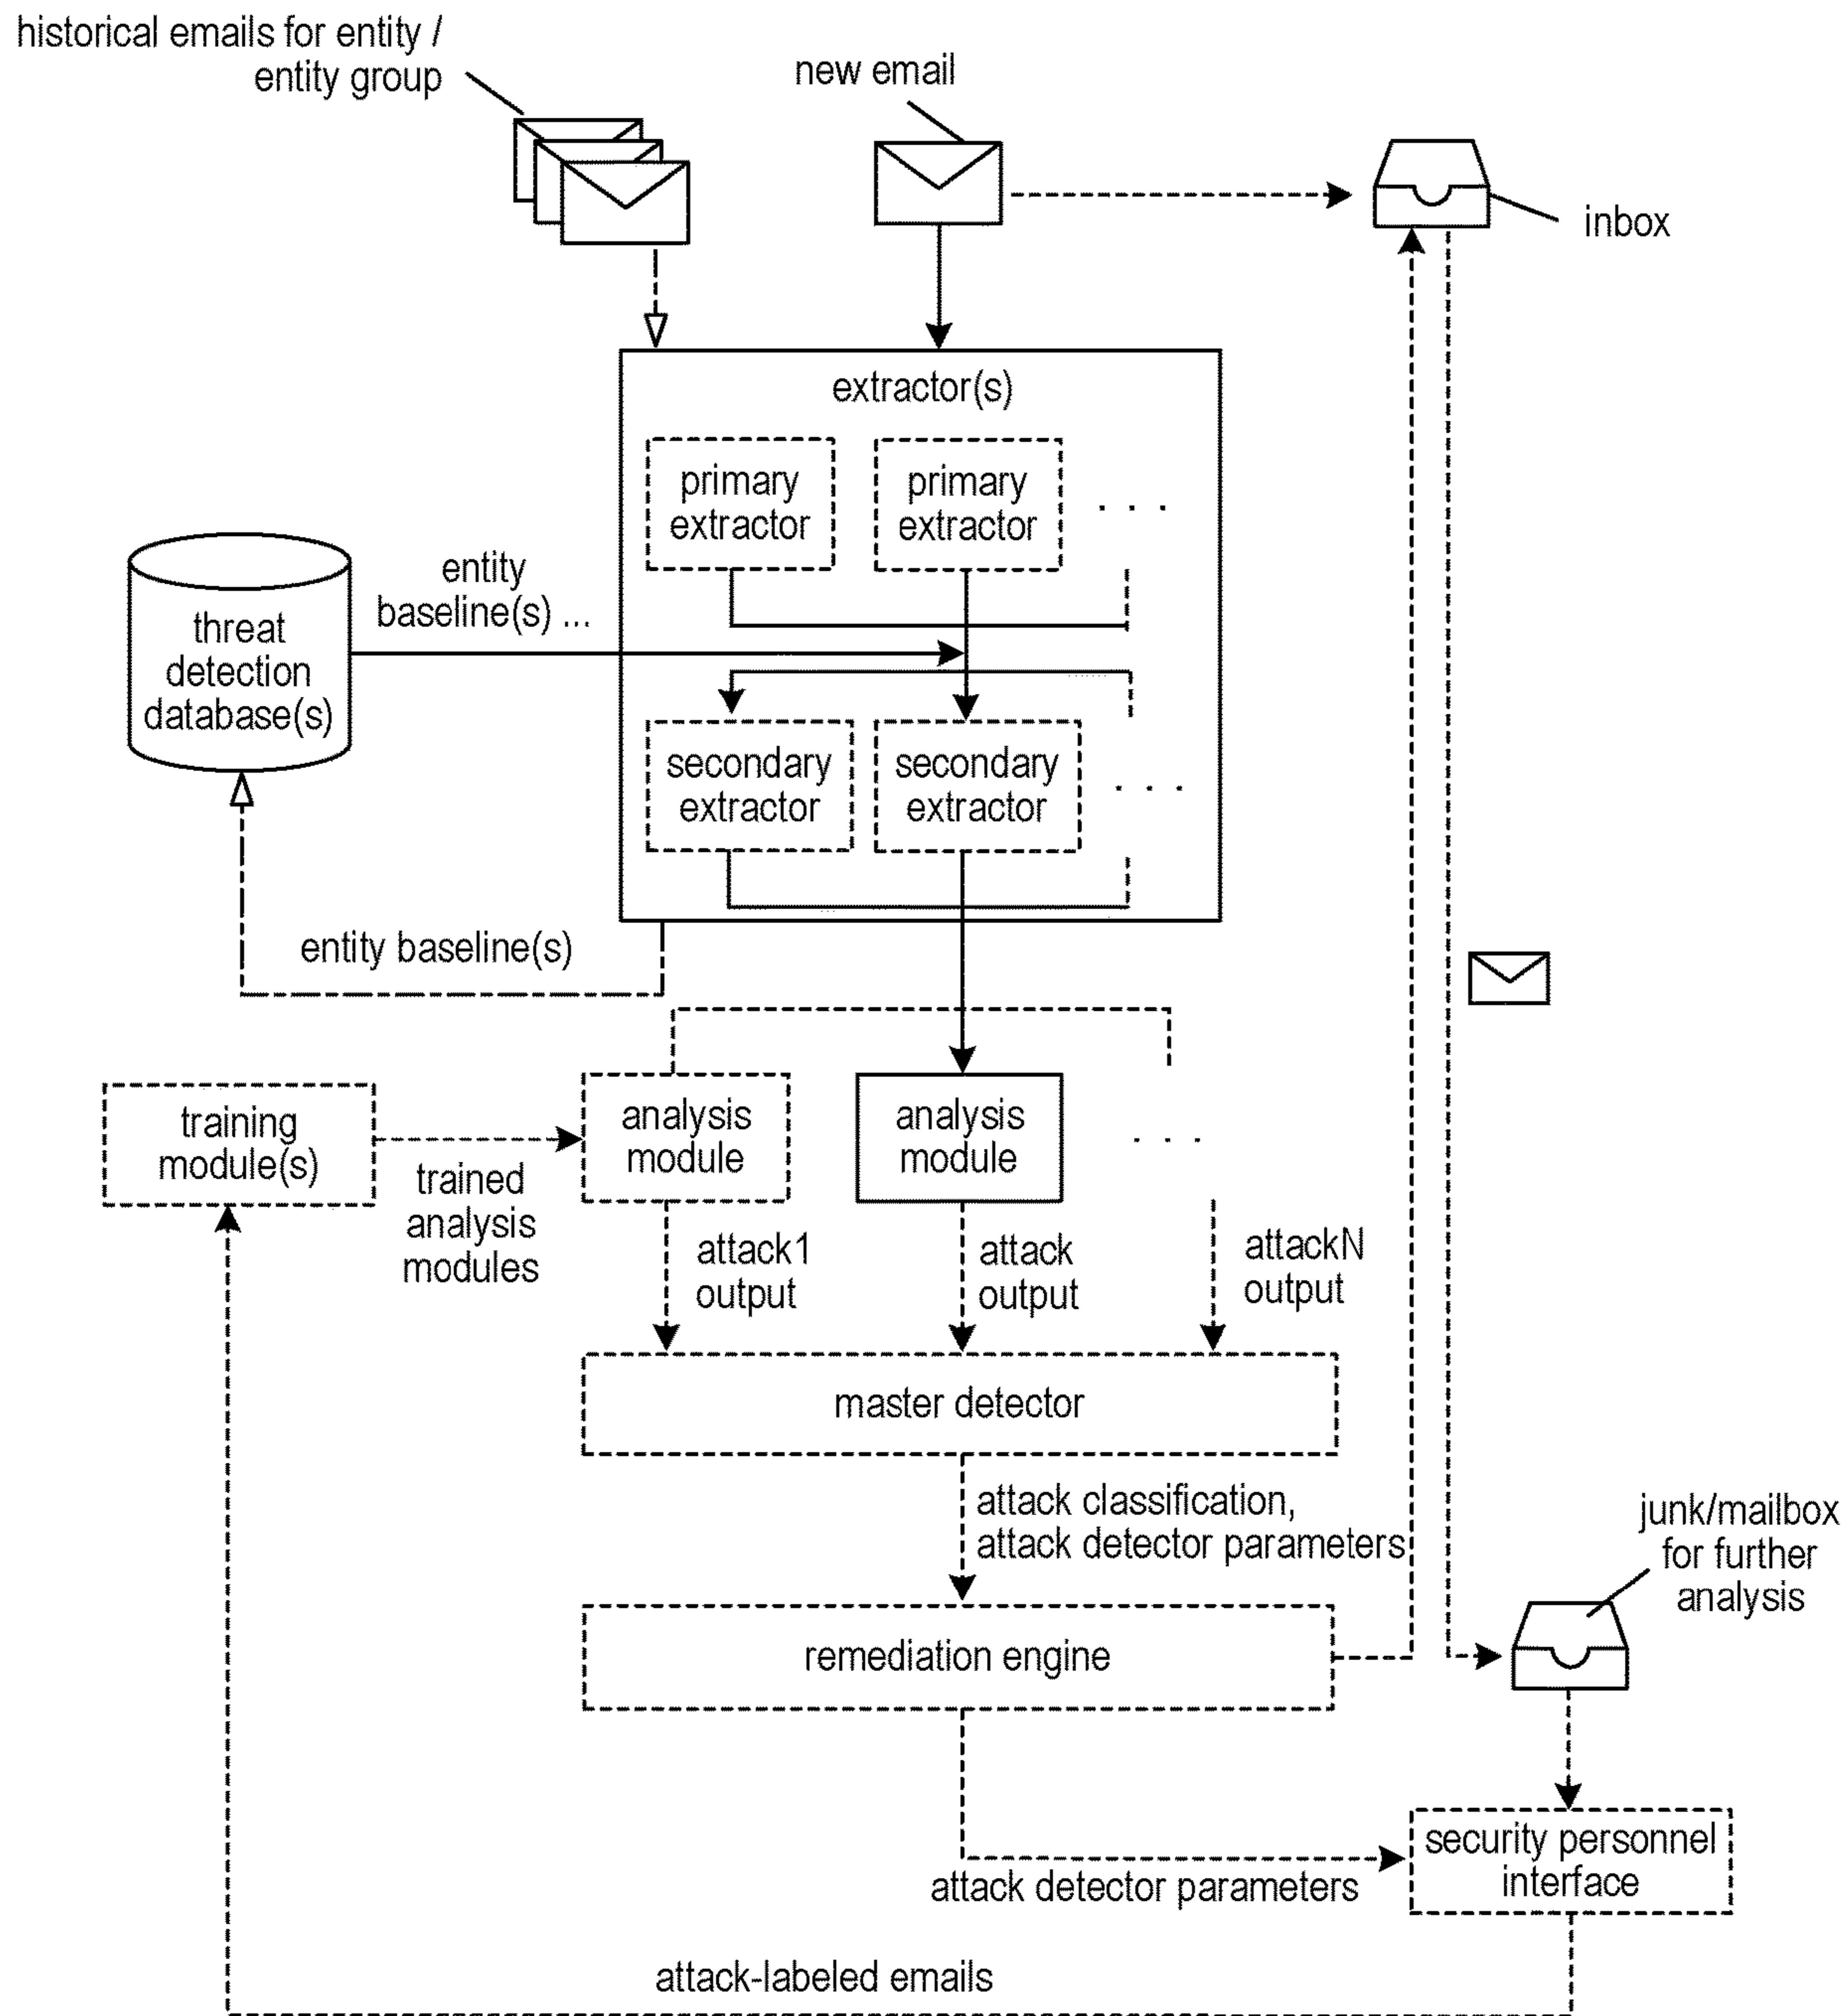 historical emails for entity /
entity group
new email
inbox
extractor(s)
primary
extractor
primary
extractor
. . .
entity
baseline(s) ...
threat
detection
database(s)
secondary
extractor
secondary
extractor
. . .
entity baseline(s)
training
module(s)
trained
analysis
modules
analysis
module
analysis
module
. . .
attack1
output
attack
output
attackN
output
master detector
attack classification,
attack detector parameters
junk/mailbox
for further
analysis
remediation engine
security personnel
interface
attack detector parameters
attack-labeled emails